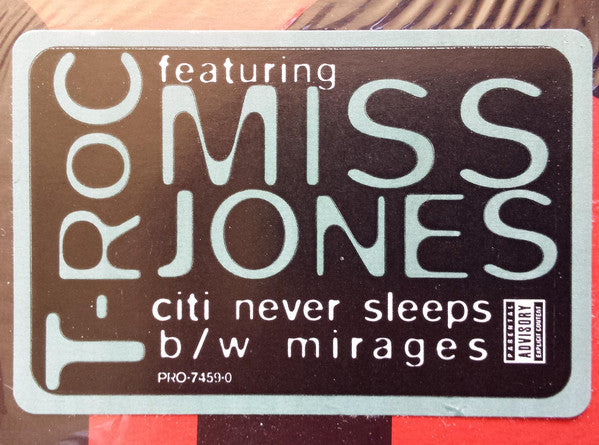 T-RoC
featuring
MISS
JONES
citi never sleeps
b/w mirages
PRO-7459-0
PARENTAL
ADVISORY
EXPLICIT CONTENT